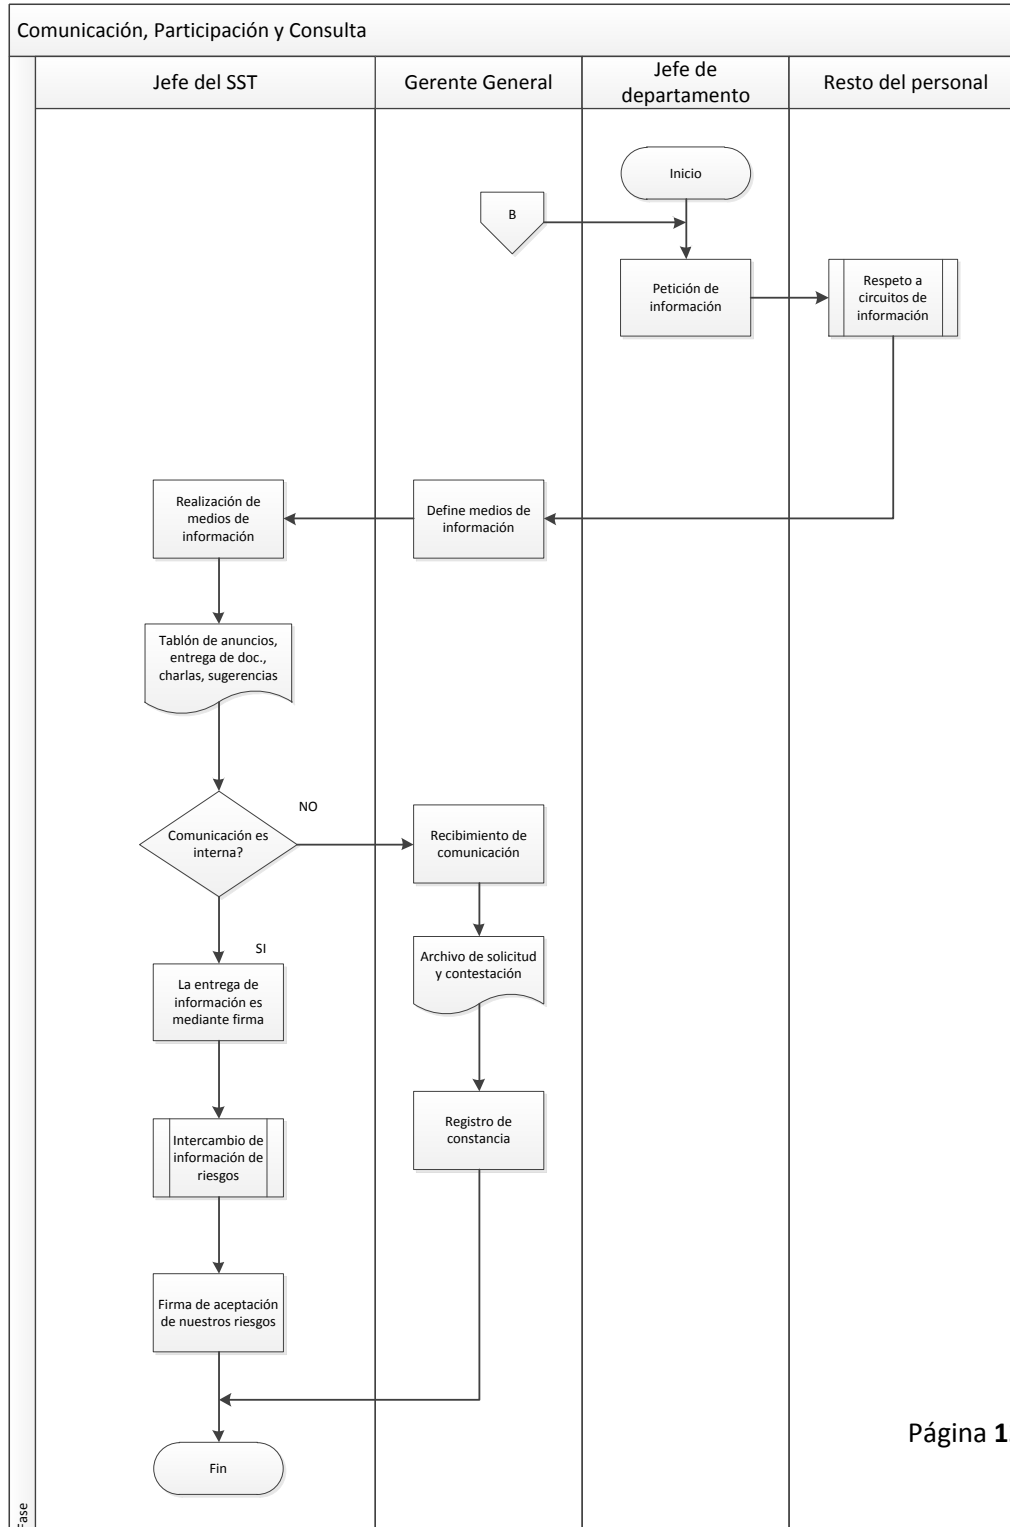 Comunicación, Participación y Consulta
Jefe del SST
Gerente General
Jefe de
departamento
Resto del personal
Inicio
B
Petición de
información
Respeto a
circuitos de
información
Realización de
medios de
información
Define medios de
información
Tablón de anuncios,
entrega de doc.,
charlas, sugerencias
NO
Comunicación es
interna?
Recibimiento de
comunicación
SI
Archivo de solicitud
y contestación
La entrega de
información es
mediante firma
Registro de
constancia
Intercambio de
información de
riesgos
Firma de aceptación
de nuestros riesgos
Página 1
Fin
Fase